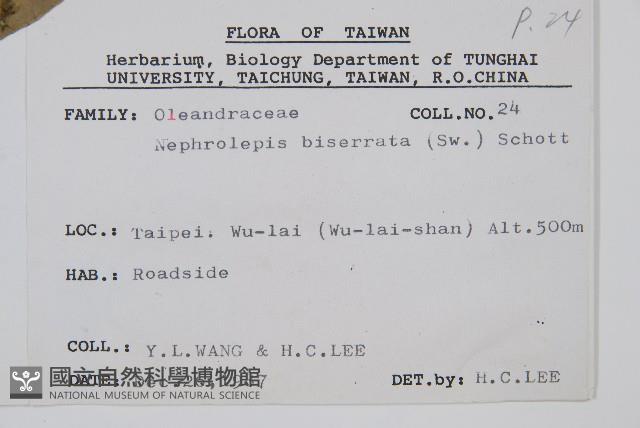 P.24
FLORA OF TAIWAN
Herbarium, Biology Department of TUNGHAI
UNIVERSITY, TAICHUNG, TAIWAN, R.O.CHINA
FAMILY: Oleandraceae COLL.NO.24
Nephrolepis biserrata (Sw.) Schott
LOC.: Taipei. Wu-lai (Wu-lai-shan) Alt.500m
HAB.: Roadside
COLL.: Y.L.WANG & H.C.LEE
DATE: DET.by: H.C.LEE
國立自然科學博物館
NATIONAL MUSEUM OF NATURAL SCIENCE